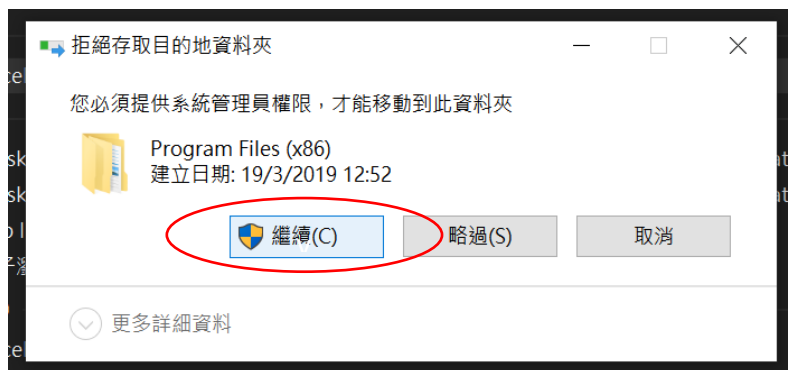 拒絕存取目的地資料夾
您必須提供系統管理員權限，才能移動到此資料夾
Program Files (x86)
建立日期: 19/3/2019 12:52
繼續(C) 略過(S) 取消
更多詳細資料